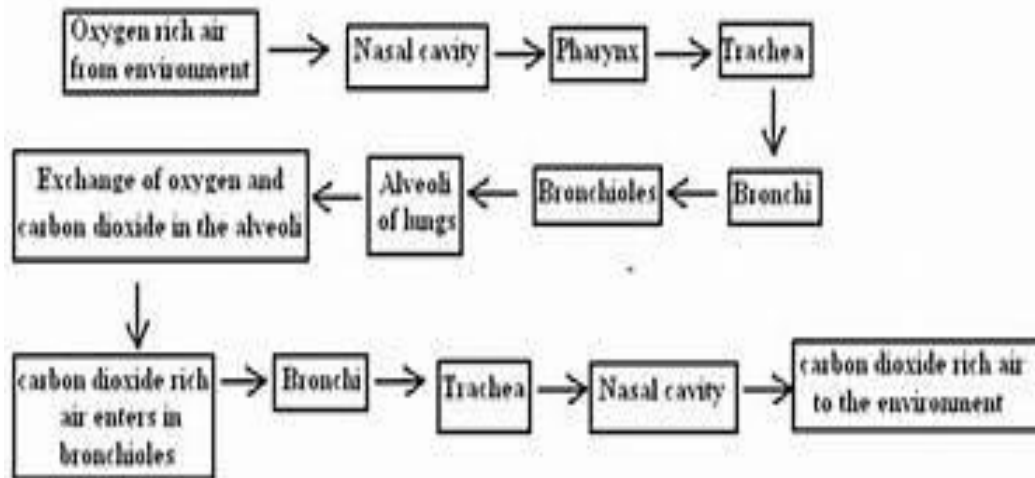 Oxygen rich air
from environment
Nasal cavity
Pharynx
Trachea
Bronchi
Bronchioles
Alveoli
of lungs
Exchange of oxygen and
carbon dioxide in the alveoli
carbon dioxide rich
air enters in
bronchioles
Bronchi
Trachea
Nasal cavity
carbon dioxide rich air
to the environment